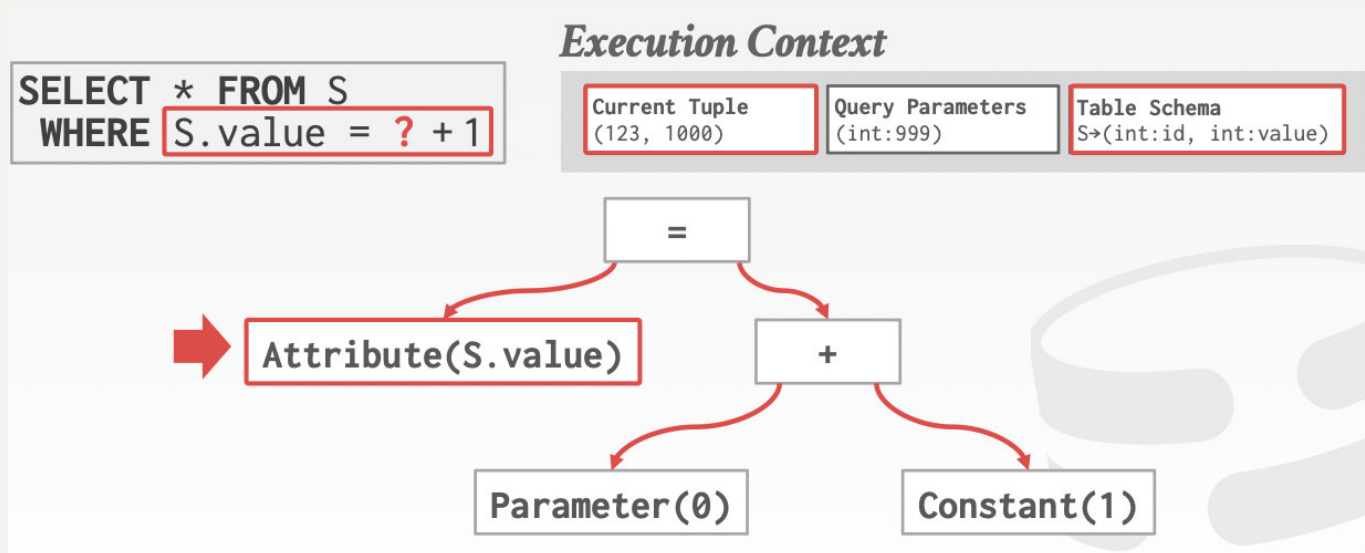 Execution Context
SELECT * FROM S
WHERE S.value = ? + 1
Current Tuple
(123, 1000)
Query Parameters
(int:999)
Table Schema
S→(int:id, int:value)
=
Attribute(S.value)
+
Parameter(0)
Constant(1)